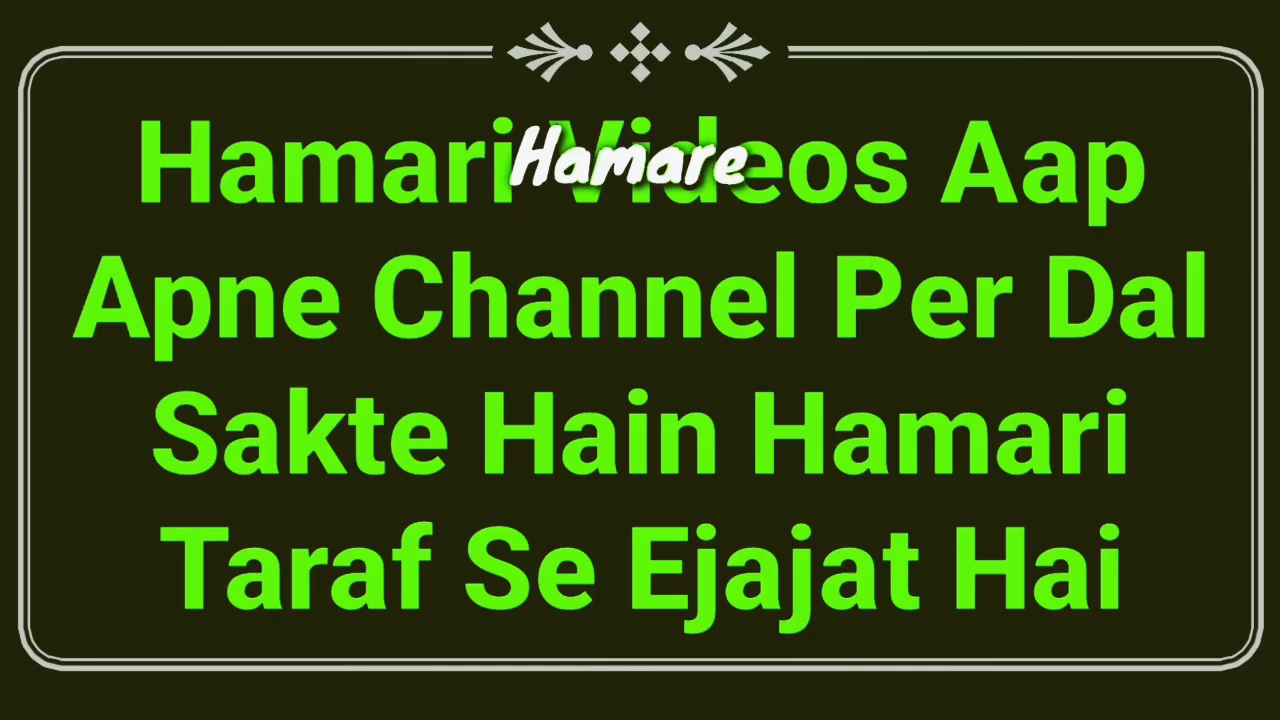 Hamari Videos Aap
Hamare
Apne Channel Per Dal
Sakte Hain Hamari
Taraf Se Ejajat Hai